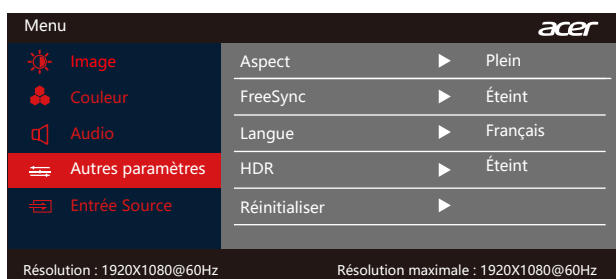 Menu acer
Image Aspect Plein
Couleur FreeSync Éteint
Audio Langue Français
Autres paramètres HDR Éteint
Entrée Source Réinitialiser
Résolution : 1920X1080@60Hz Résolution maximale : 1920X1080@60Hz